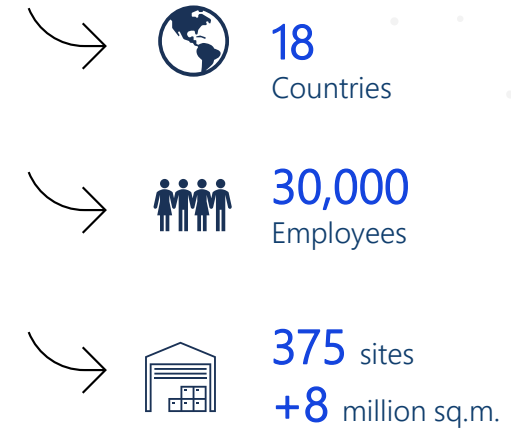 18
Countries
30,000
Employees
375 sites
+8 million sq.m.